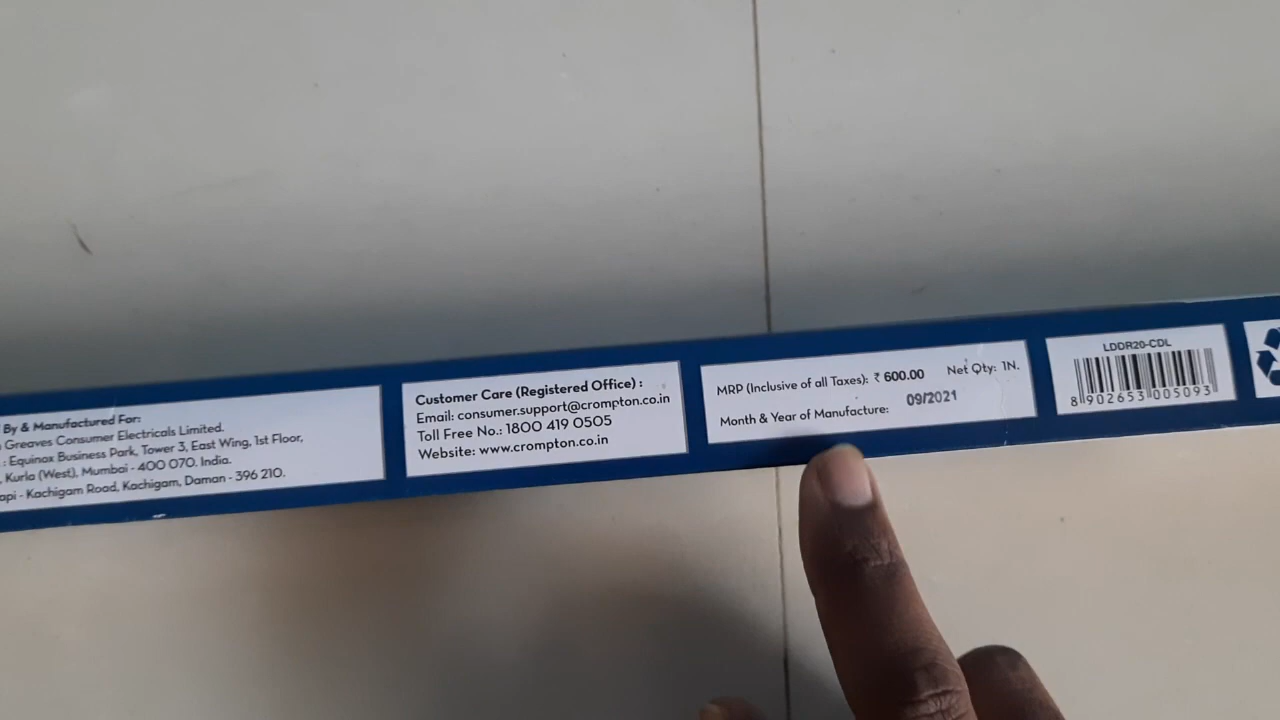 By & Manufactured For:
Greaves Consumer Electricals Limited.
: Equinox Business Park, Tower 3, East Wing, 1st Floor,
, Kurla (West), Mumbai - 400 070. India.
api - Kachigam Road, Kachigam, Daman - 396 210.
Customer Care (Registered Office) :
Email: consumer.support@crompton.co.in
Toll Free No.: 1800 419 0505
Website: www.crompton.co.in
MRP (Inclusive of all Taxes): ₹ 600.00 Net Qty: 1N.
Month & Year of Manufacture: 09/2021
LDDR20-CDL
8 902653 005093